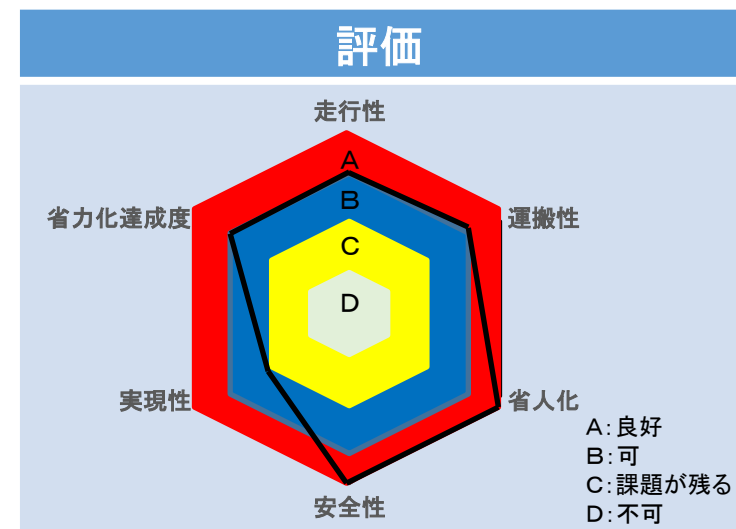 評価
走行性
A
B
C
D
省力化達成度
運搬性
実現性
省人化
安全性
A:良好
B:可
C:課題が残る
D:不可